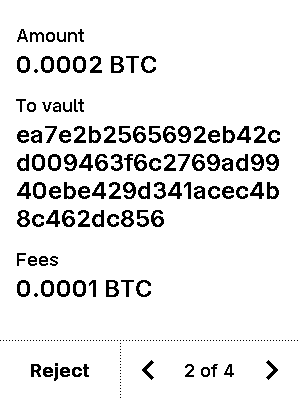 Amount
0.0002 BTC
To vault
ea7e2b2565692eb42c
d009463f6c2769ad99
40ebe429d341acec4b
8c462dc856
Fees
0.0001 BTC
Reject
2 of 4